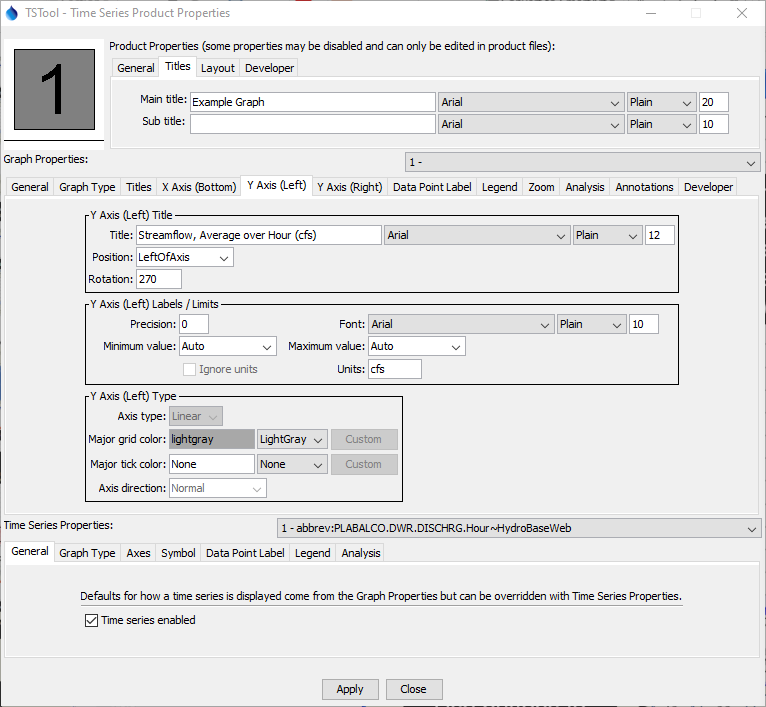 TSTool - Time Series Product Properties
1
Product Properties (some properties may be disabled and can only be edited in product files):
General Titles Layout Developer
Main title: Example Graph Arial Plain 20
Sub title: Arial Plain 10
Graph Properties: 1 -
General Graph Type Titles X Axis (Bottom) Y Axis (Left) Y Axis (Right) Data Point Label Legend Zoom Analysis Annotations Developer
Y Axis (Left) Title
Title: Streamflow, Average over Hour (cfs) Arial Plain 12
Position: LeftOfAxis
Rotation: 270
Y Axis (Left) Labels / Limits
Precision: 0 Font: Arial Plain 10
Minimum value: Auto Maximum value: Auto
Ignore units Units: cfs
Y Axis (Left) Type
Axis type: Linear
Major grid color: lightgray LightGray Custom
Major tick color: None None Custom
Axis direction: Normal
Time Series Properties: 1 - abbrev:PLABALCO.DWR.DISCHRG.Hour~HydroBaseWeb
General Graph Type Axes Symbol Data Point Label Legend Analysis
Defaults for how a time series is displayed come from the Graph Properties but can be overridden with Time Series Properties.
Time series enabled
Apply Close